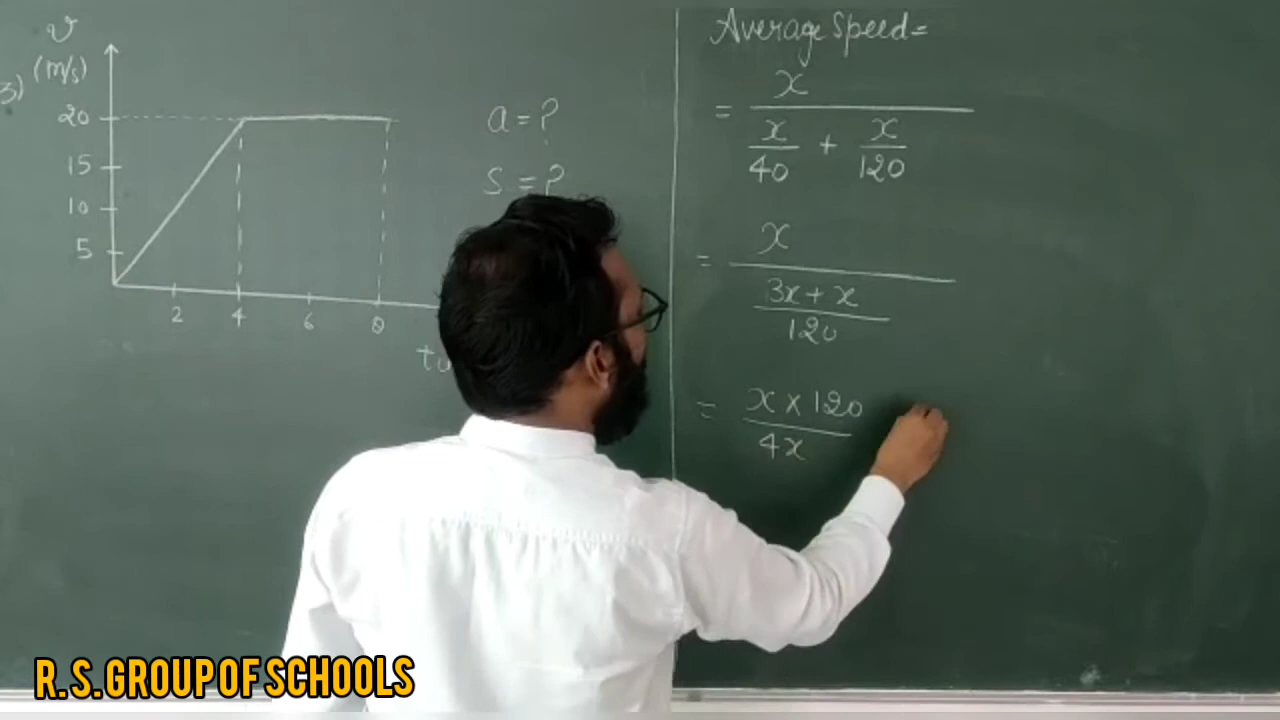 v
(m/s)
3)
20
15
10
5
2 4 6 8
a = ?
s = ?
Average Speed =
= x
x/40 + x/120
= x
3x + x
120
= x × 120
4x
R. S. GROUP OF SCHOOLS